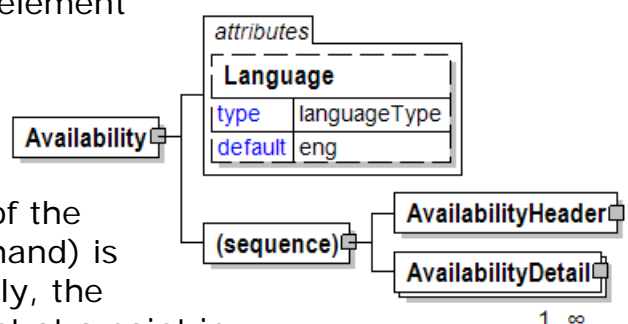 element
attributes
Language
type languageType
default eng
Availability
of the
hand) is
ly, the
(sequence)
AvailabilityHeader
AvailabilityDetail
1 ∞